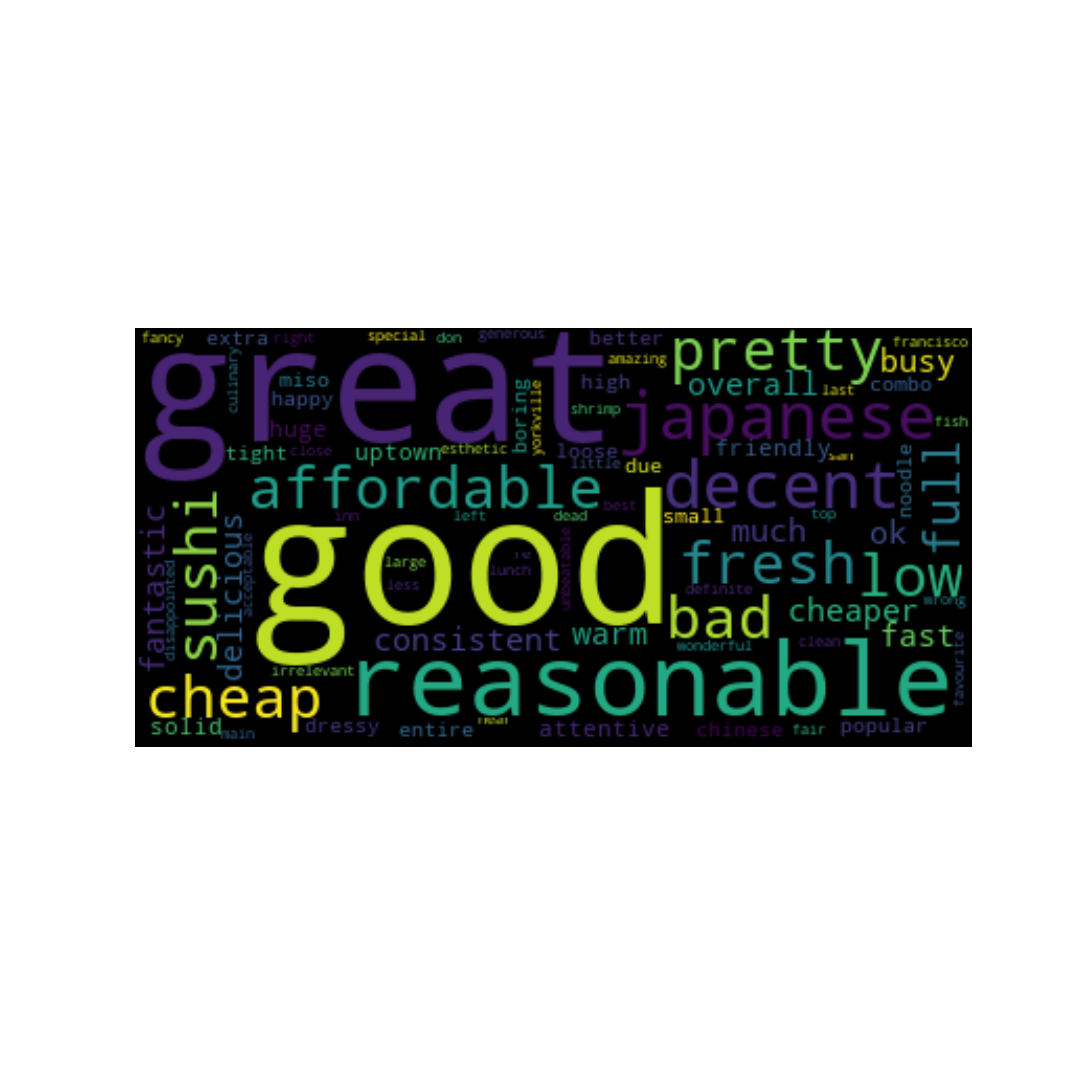 fancy
extra
right
special
don
generous
better
francisco
great
pretty
busy
culinary
miso
happy
huge
close
boring
yorkville
amazing
high
shrimp
overall
last
combo
japanese
fish
tight
uptown
esthetic
loose
little
due
friendly
noodle
full
affordable
decent
best
small
much
ok
top
fantastic
sushi
disappointed
delicious
acceptable
inn
left
dead
good
large
less
lunch
unbeatable
fresh
definite
low
wrong
bad
cheaper
fast
consistent
warm
wonderful
clean
favourite
irrelevant
reasonable
cheap
solid
main
dressy
entire
attentive
chinese
fair
popular